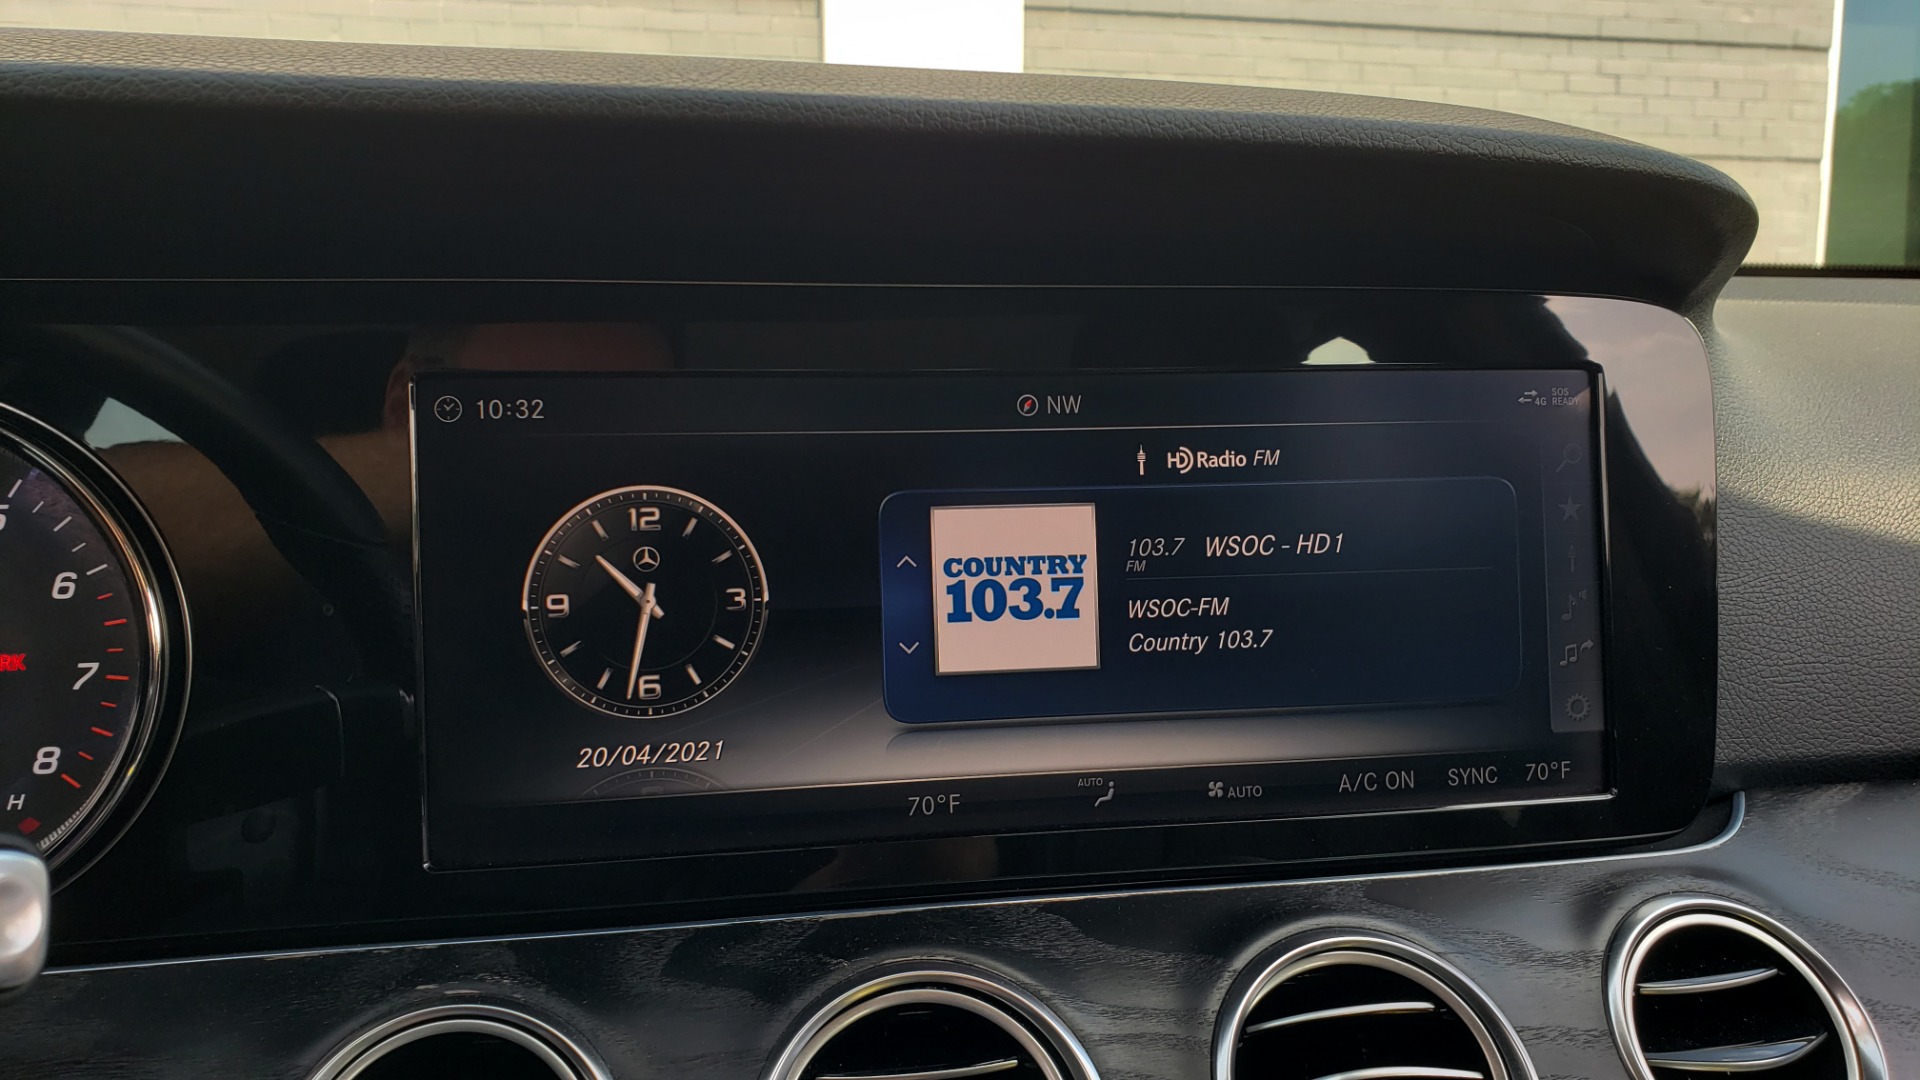 10:32
NW
4G
SOS
READY
HD Radio FM
12
3
6
9
COUNTRY
103.7
103.7 WSOC - HD1
FM
WSOC-FM
Country 103.7
20/04/2021
70°F
AUTO
AUTO
A/C ON
SYNC
70°F
5
6
7
8
H
RK